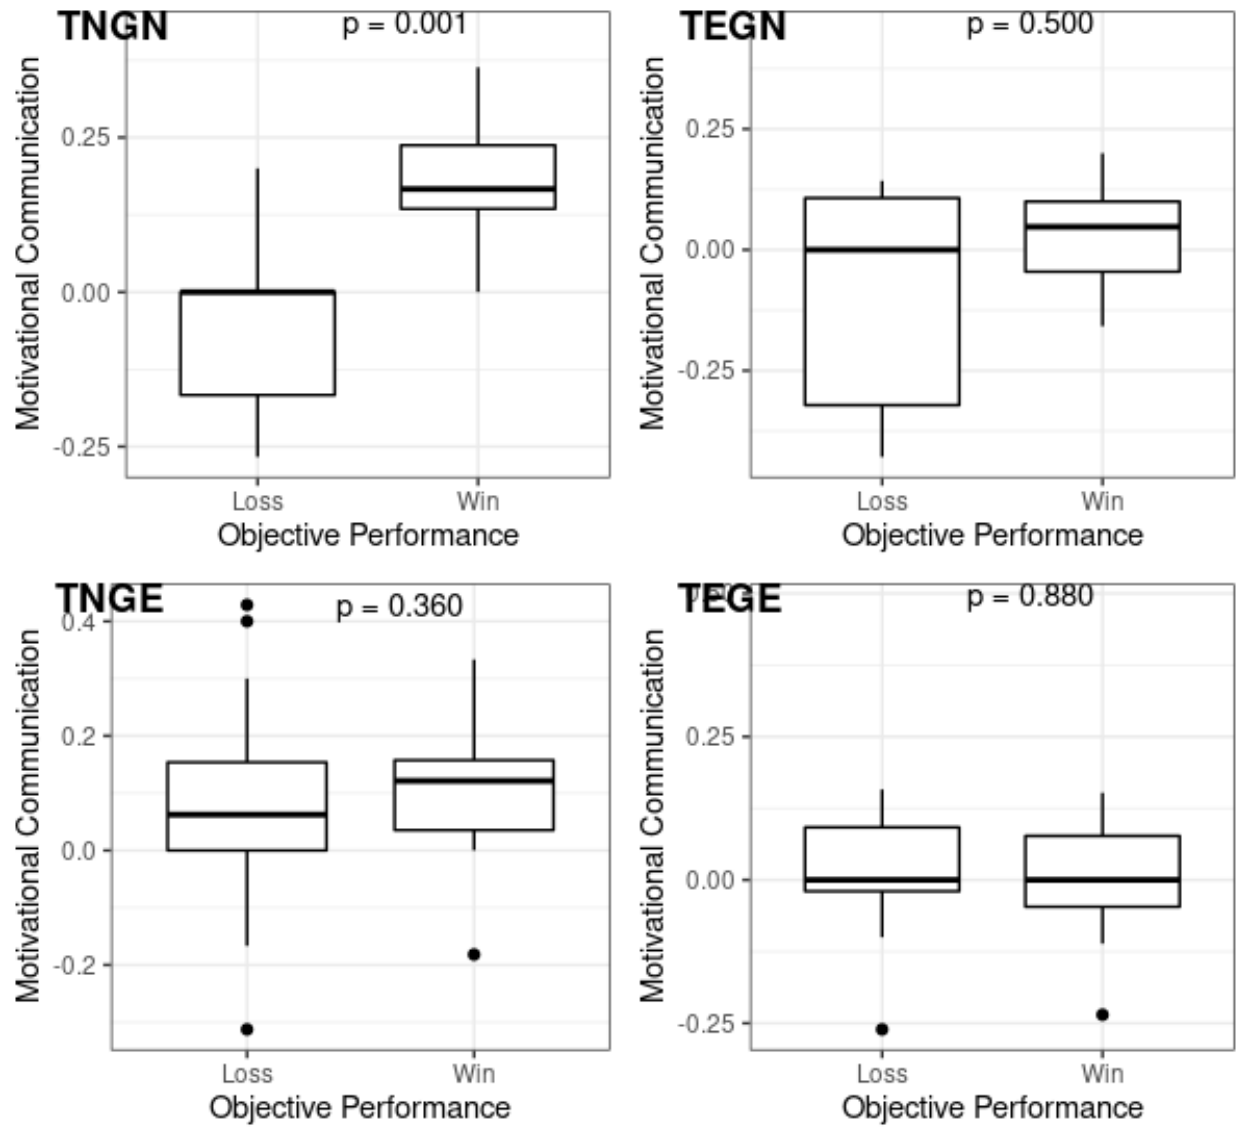 TNGN
p = 0.001
Motivational Communication
0.25
0.00
-0.25
Loss
Win
Objective Performance
TEGN
p = 0.500
Motivational Communication
0.25
0.00
-0.25
Loss
Win
Objective Performance
TNGE
p = 0.360
Motivational Communication
0.4
0.2
0.0
-0.2
Loss
Win
Objective Performance
TEGE
p = 0.880
Motivational Communication
0.25
0.00
-0.25
Loss
Win
Objective Performance